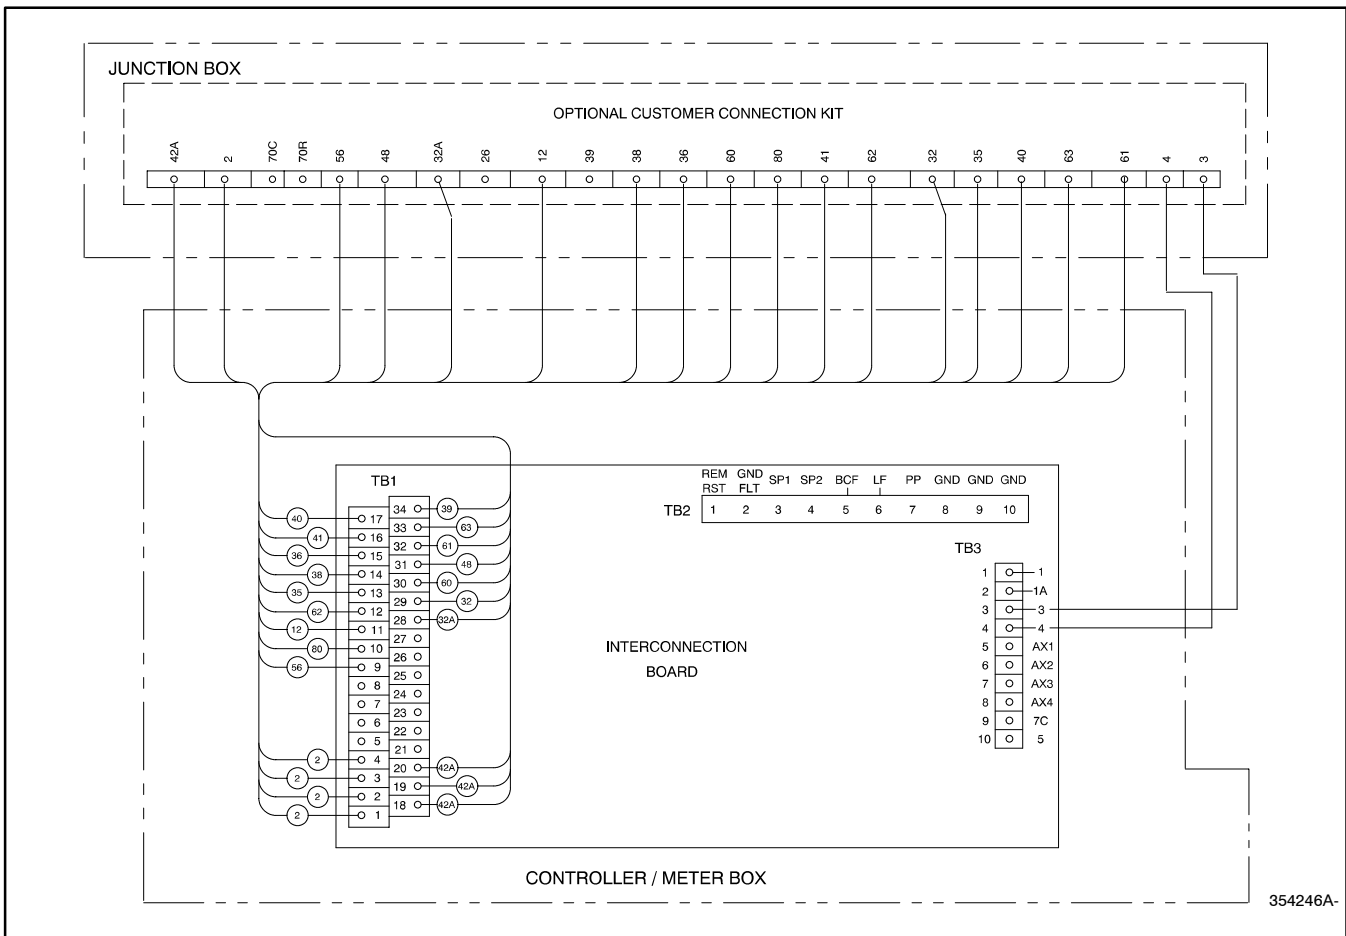 JUNCTION BOX
OPTIONAL CUSTOMER CONNECTION KIT
42A 2 70C 70R 56 48 32A 26 12 39 38 36 60 80 41 62 32 35 40 63 61 4 3
TB1
34 39
40 17
33 63
41 16
32 61
36 15
31 48
38 14
30 60
35 13
29 32
62 12
28 32A
12 11
27
80 10
26
56 9
25
8
24
7
23
6
22
5
21
2 4
20 42A
2 3
19 42A
2 2
18 42A
2 1
REM RST GND FLT SP1 SP2 BCF LF PP GND GND GND
TB2 1 2 3 4 5 6 7 8 9 10
TB3
1 1
2 1A
3 3
4 4
5 AX1
6 AX2
7 AX3
8 AX4
9 7C
10 5
INTERCONNECTION
BOARD
CONTROLLER / METER BOX
354246A-